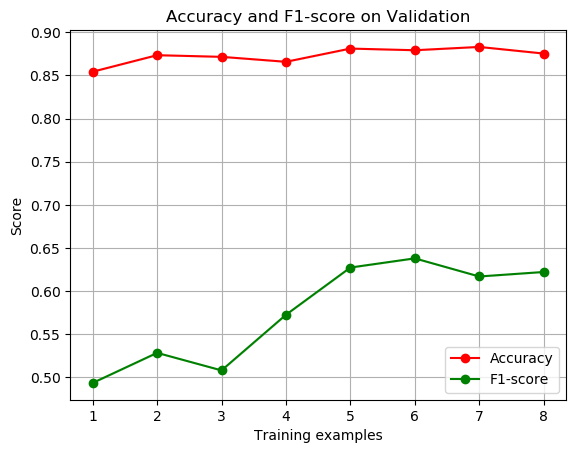 Accuracy and F1-score on Validation
0.90
0.85
0.80
0.75
0.70
0.65
0.60
0.55
0.50
Score
1 2 3 4 5 6 7 8
Training examples
Accuracy
F1-score